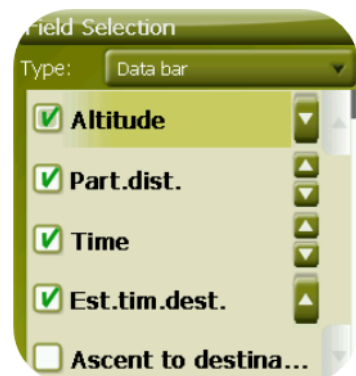 Field Selection
Type: Data bar
Altitude
Part.dist.
Time
Est.tim.dest.
Ascent to destina...